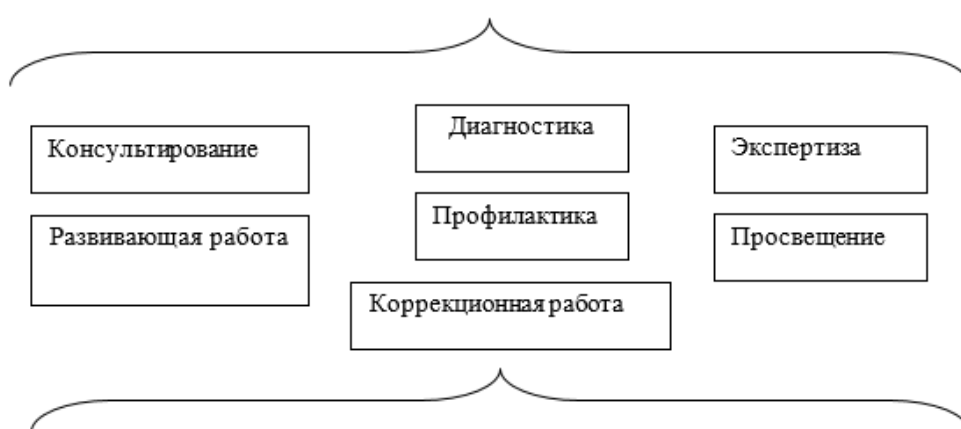 Диагностика
Консультирование
Экспертиза
Профилактика
Развивающая работа
Просвещение
Коррекционная работа